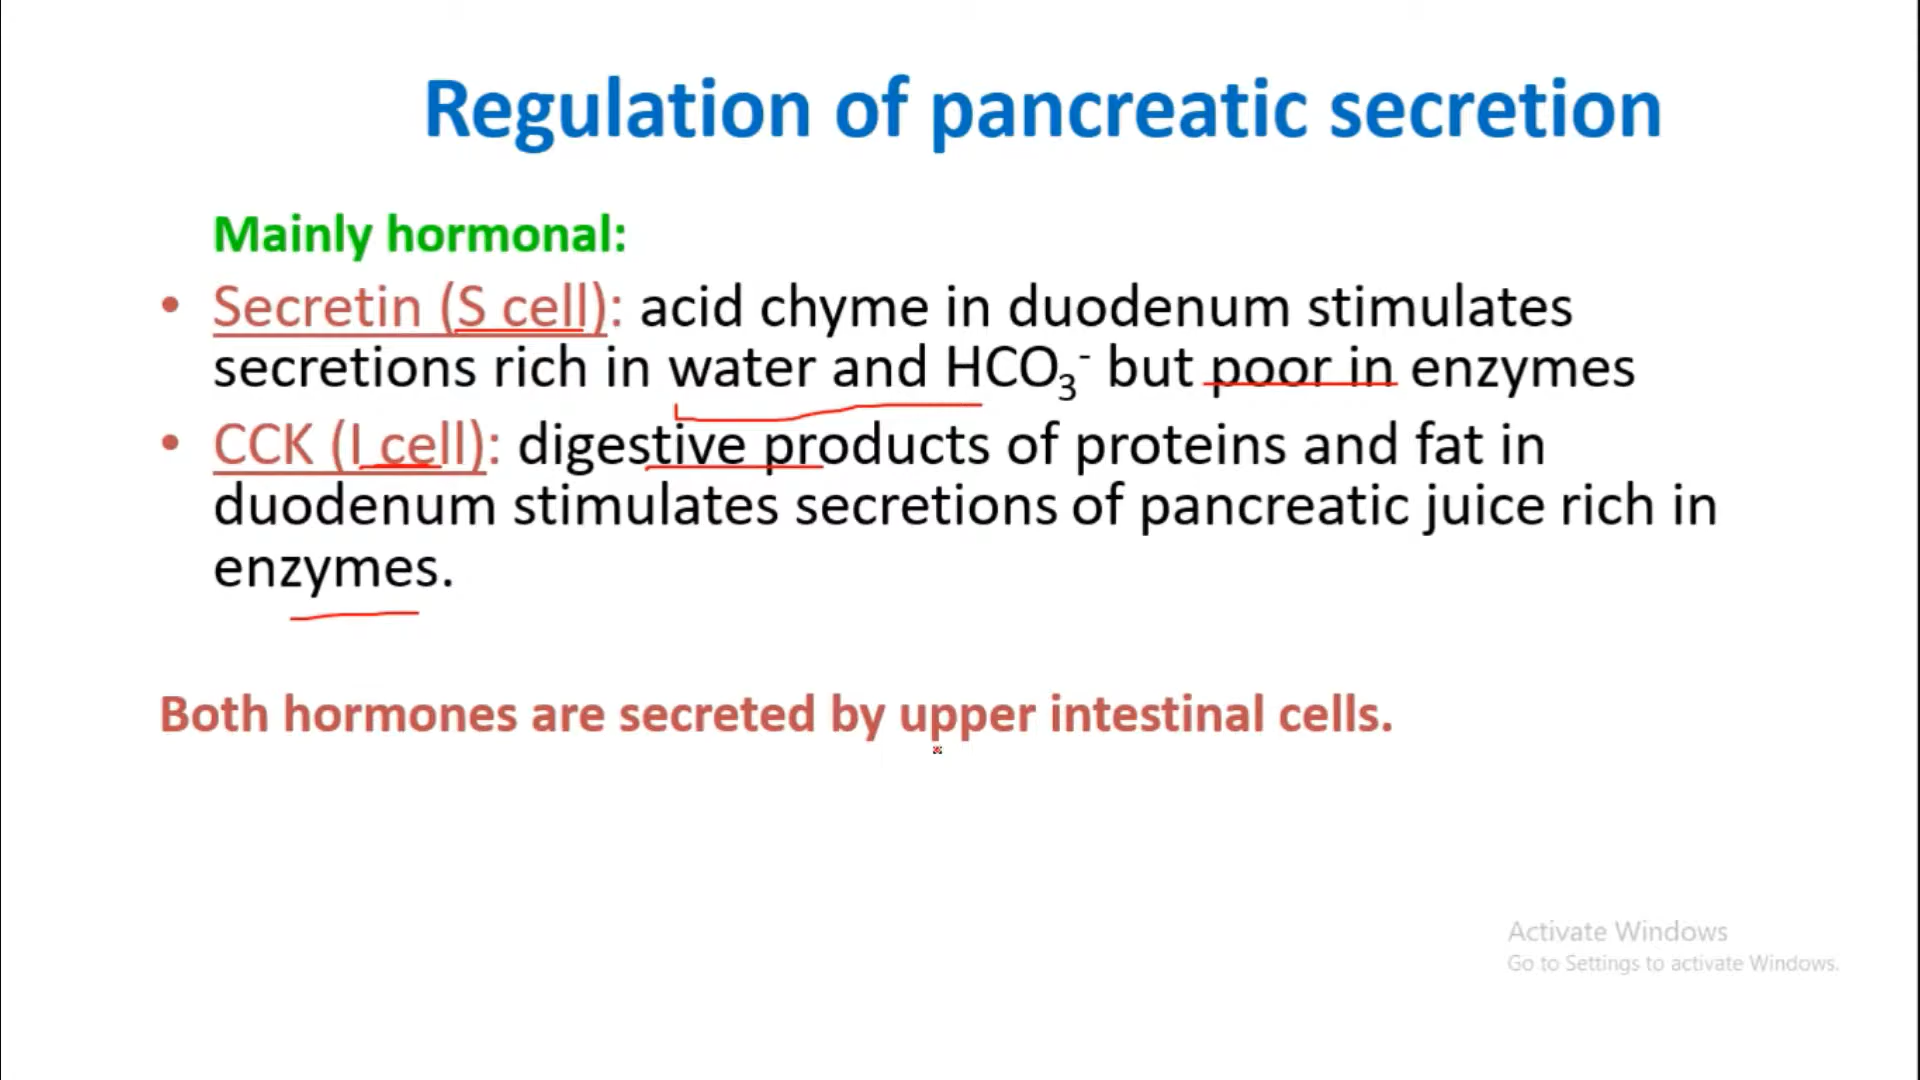 Regulation of pancreatic secretion
Mainly hormonal:
• Secretin (S cell): acid chyme in duodenum stimulates
secretions rich in water and HCO₃⁻ but poor in enzymes
• CCK (I cell): digestive products of proteins and fat in
duodenum stimulates secretions of pancreatic juice rich in
enzymes.
Both hormones are secreted by upper intestinal cells.
Activate Windows
Go to Settings to activate Windows.